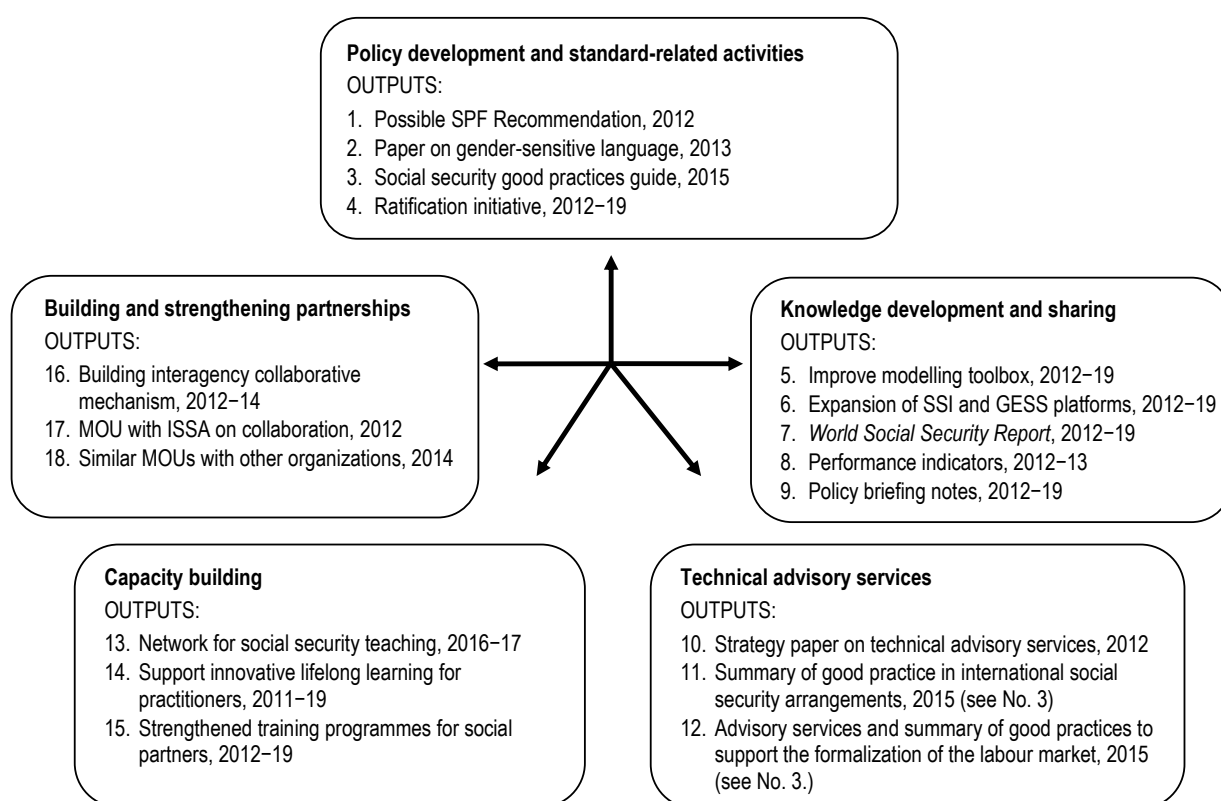 Policy development and standard-related activities
OUTPUTS:
1. Possible SPF Recommendation, 2012
2. Paper on gender-sensitive language, 2013
3. Social security good practices guide, 2015
4. Ratification initiative, 2012−19
Building and strengthening partnerships
OUTPUTS:
16. Building interagency collaborative
mechanism, 2012−14
17. MOU with ISSA on collaboration, 2012
18. Similar MOUs with other organizations, 2014
Knowledge development and sharing
OUTPUTS:
5. Improve modelling toolbox, 2012−19
6. Expansion of SSI and GESS platforms, 2012−19
7. World Social Security Report, 2012−19
8. Performance indicators, 2012−13
9. Policy briefing notes, 2012−19
Capacity building
OUTPUTS:
13. Network for social security teaching, 2016−17
14. Support innovative lifelong learning for
practitioners, 2011−19
15. Strengthened training programmes for social
partners, 2012−19
Technical advisory services
OUTPUTS:
10. Strategy paper on technical advisory services, 2012
11. Summary of good practice in international social
security arrangements, 2015 (see No. 3)
12. Advisory services and summary of good practices to
support the formalization of the labour market, 2015
(see No. 3.)